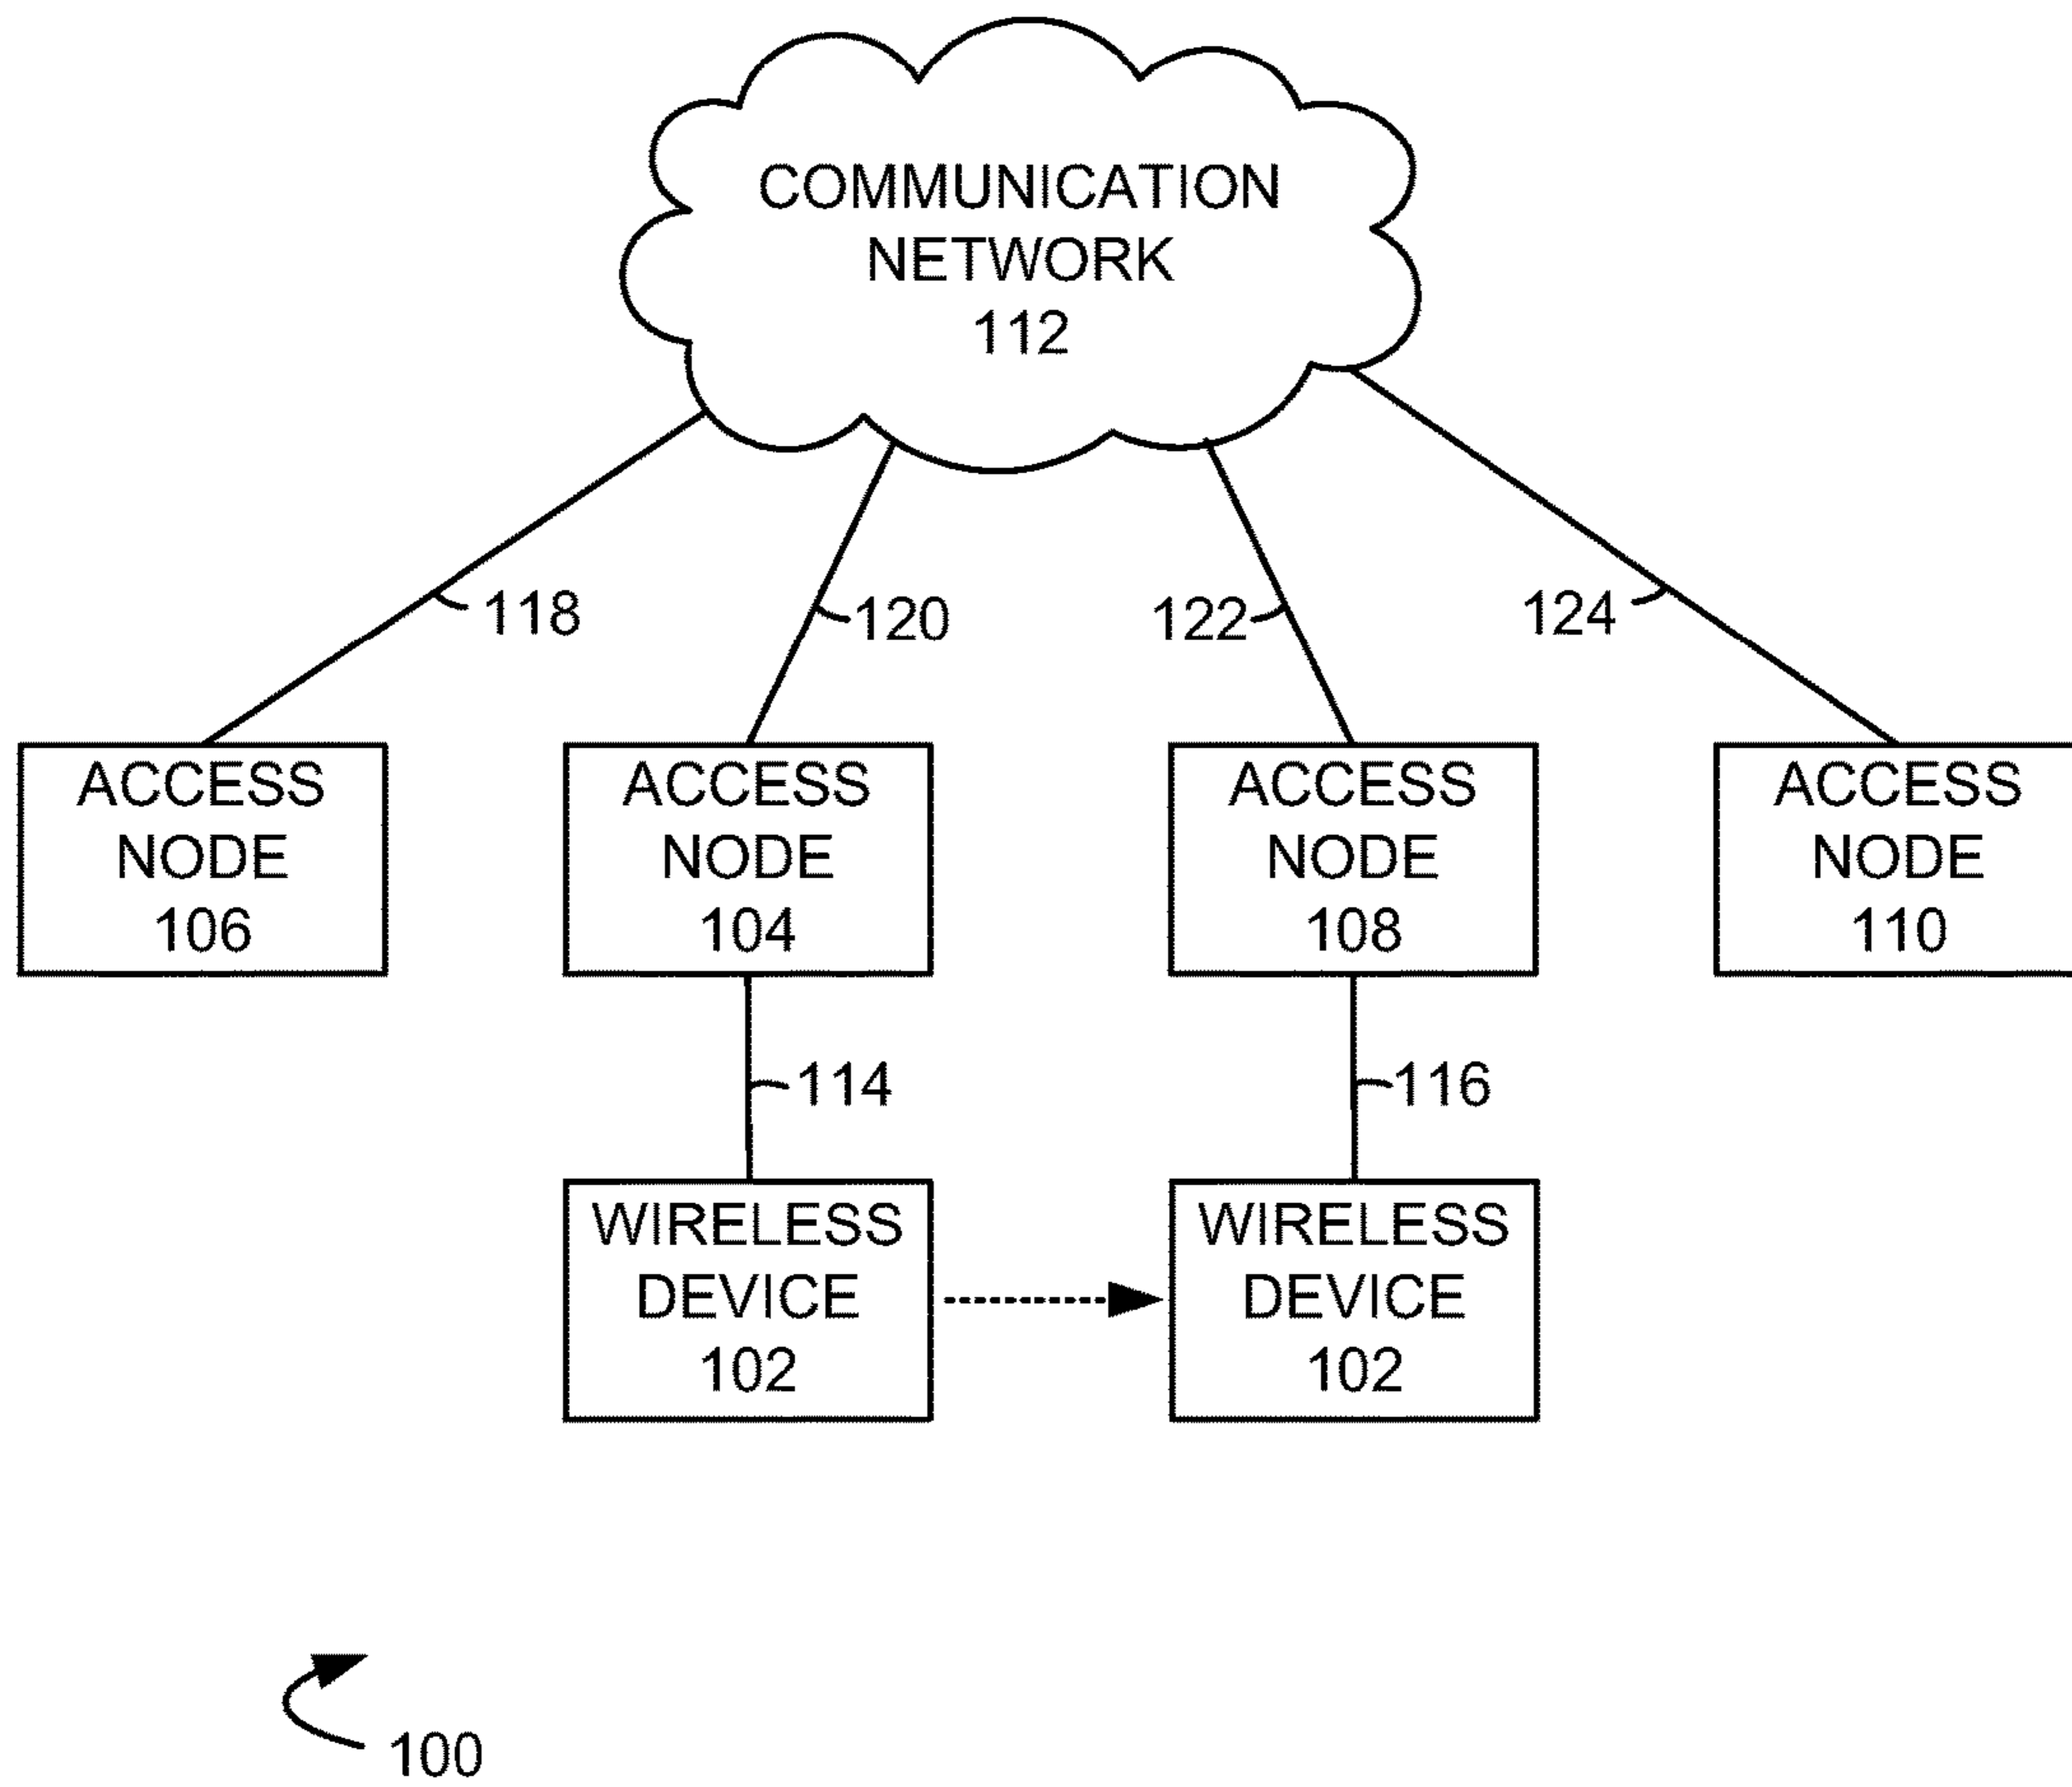 COMMUNICATION
NETWORK
112
118
120
122
124
ACCESS
NODE
106
ACCESS
NODE
104
ACCESS
NODE
108
ACCESS
NODE
110
114
116
WIRELESS
DEVICE
102
WIRELESS
DEVICE
102
100